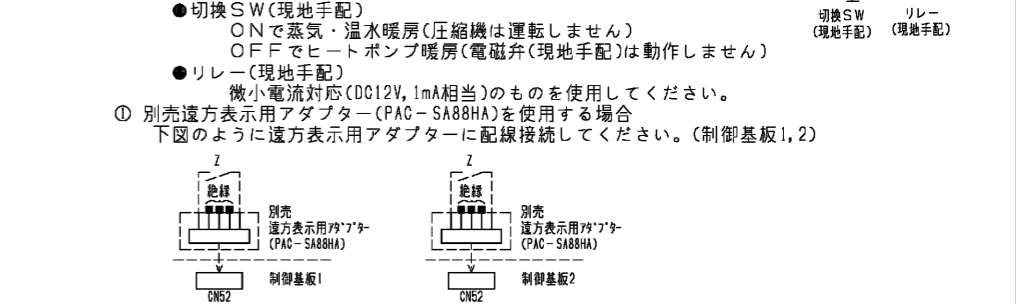 ●切換SW(現地手配)
ONで蒸気・温水暖房(圧縮機は運転しません)
OFFでヒートポンプ暖房(電磁弁(現地手配)は動作しません)
切換SW
(現地手配)
リレー
(現地手配)
●リレー(現地手配)
微小電流対応(DC12V,1mA相当)のものを使用してください。
① 別売遠方表示用アダプター(PAC-SA88HA)を使用する場合
下図のように遠方表示用アダプターに配線接続してください。(制御基板1,2)
Z
絶縁
別売
遠方表示用アダプター
(PAC-SA88HA)
制御基板1
CN52
Z
絶縁
別売
遠方表示用アダプター
(PAC-SA88HA)
制御基板2
CN52